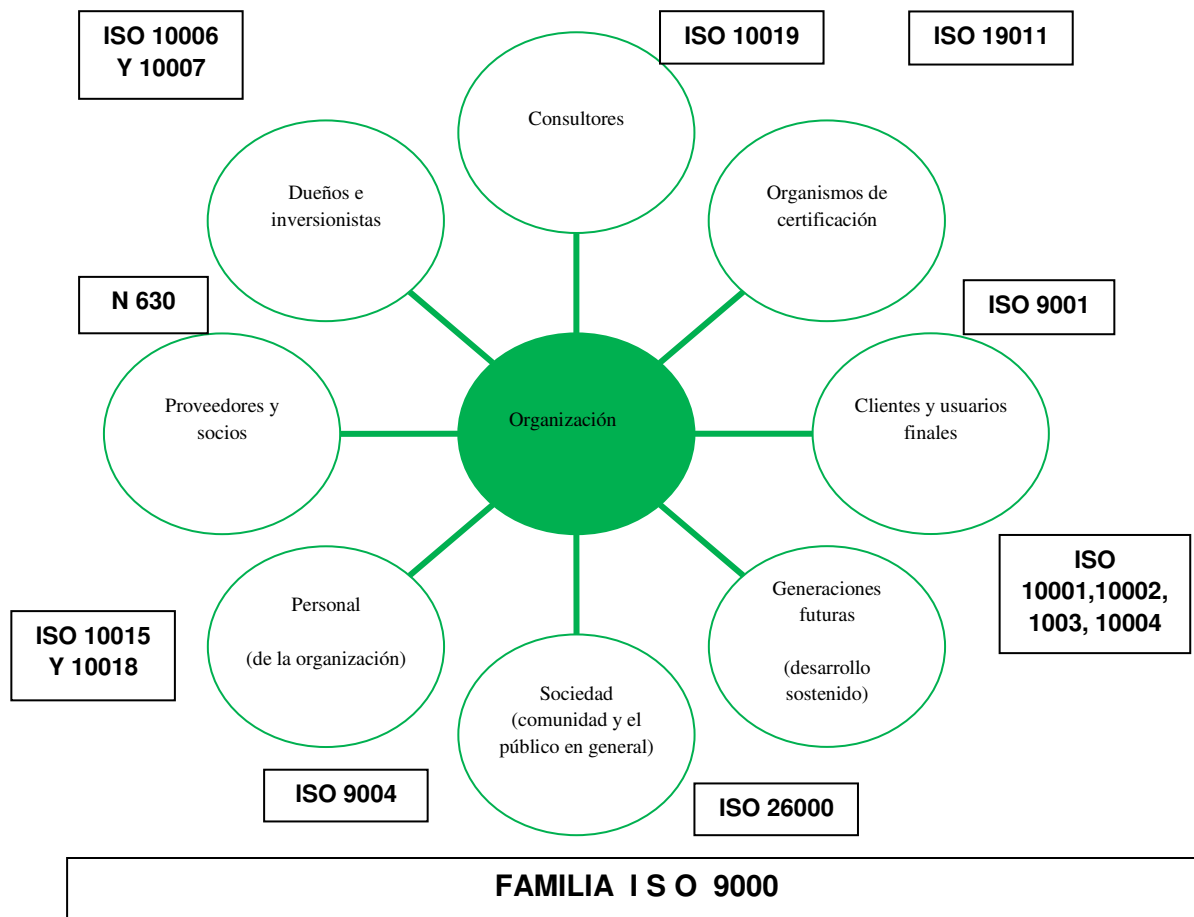 ISO 10006
Y 10007
ISO 10019
ISO 19011
Consultores
Dueños e
inversionistas
Organismos de
certificación
N 630
ISO 9001
Proveedores y
socios
Organización
Clientes y usuarios
finales
ISO
10001,10002,
1003, 10004
Generaciones
futuras
(desarrollo
sostenido)
Personal
(de la organización)
ISO 10015
Y 10018
Sociedad
(comunidad y el
público en general)
ISO 9004
ISO 26000
FAMILIA I S O 9000